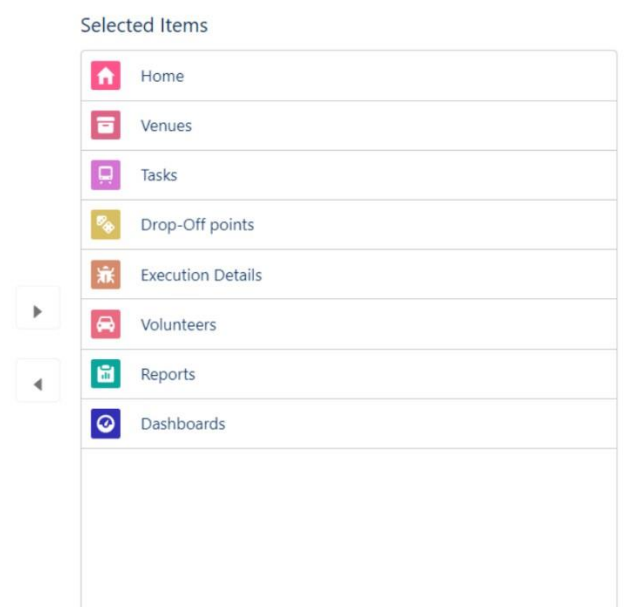 Selected Items
Home
Venues
Tasks
Drop-Off points
Execution Details
Volunteers
Reports
Dashboards